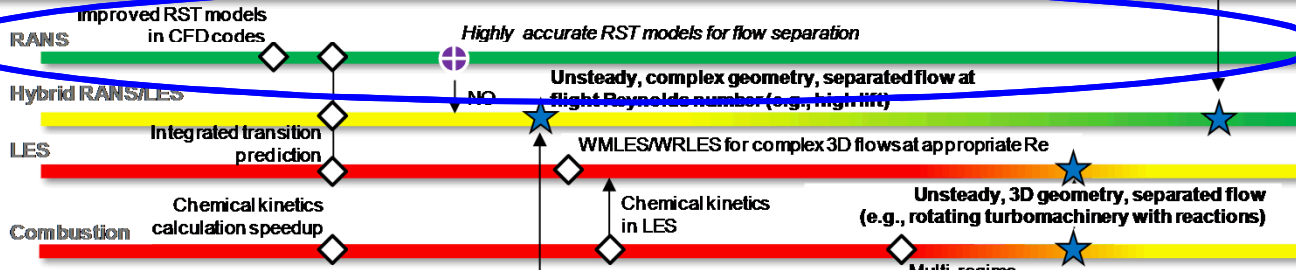 Improved RST models
in CFD codes
RANS
Highly accurate RST models for flow separation
Unsteady, complex geometry, separated flow at
flight Reynolds number (e.g., high lift)
Hybrid RANS/LES
NO
Integrated transition
prediction
LES
WMLES/WRLES for complex 3D flows at appropriate Re
Unsteady, 3D geometry, separated flow
(e.g., rotating turbomachinery with reactions)
Chemical kinetics
calculation speedup
Chemical kinetics
in LES
Combustion
Multi-regime